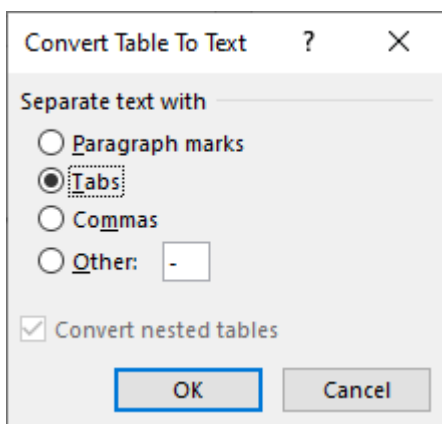 Convert Table To Text ?
Separate text with
Paragraph marks
Tabs
Commas
Other: -
Convert nested tables
OK Cancel